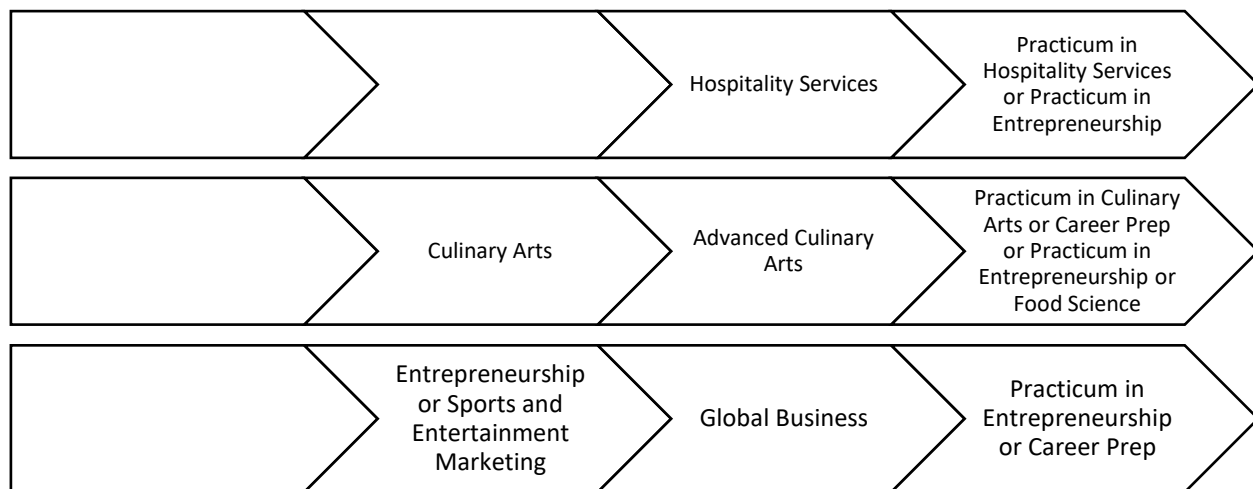 Hospitality Services
Practicum in
Hospitality Services
or Practicum in
Entrepreneurship
Culinary Arts
Advanced Culinary
Arts
Practicum in Culinary
Arts or Career Prep
or Practicum in
Entrepreneurship or
Food Science
Entrepreneurship
or Sports and
Entertainment
Marketing
Global Business
Practicum in
Entrepreneurship
or Career Prep